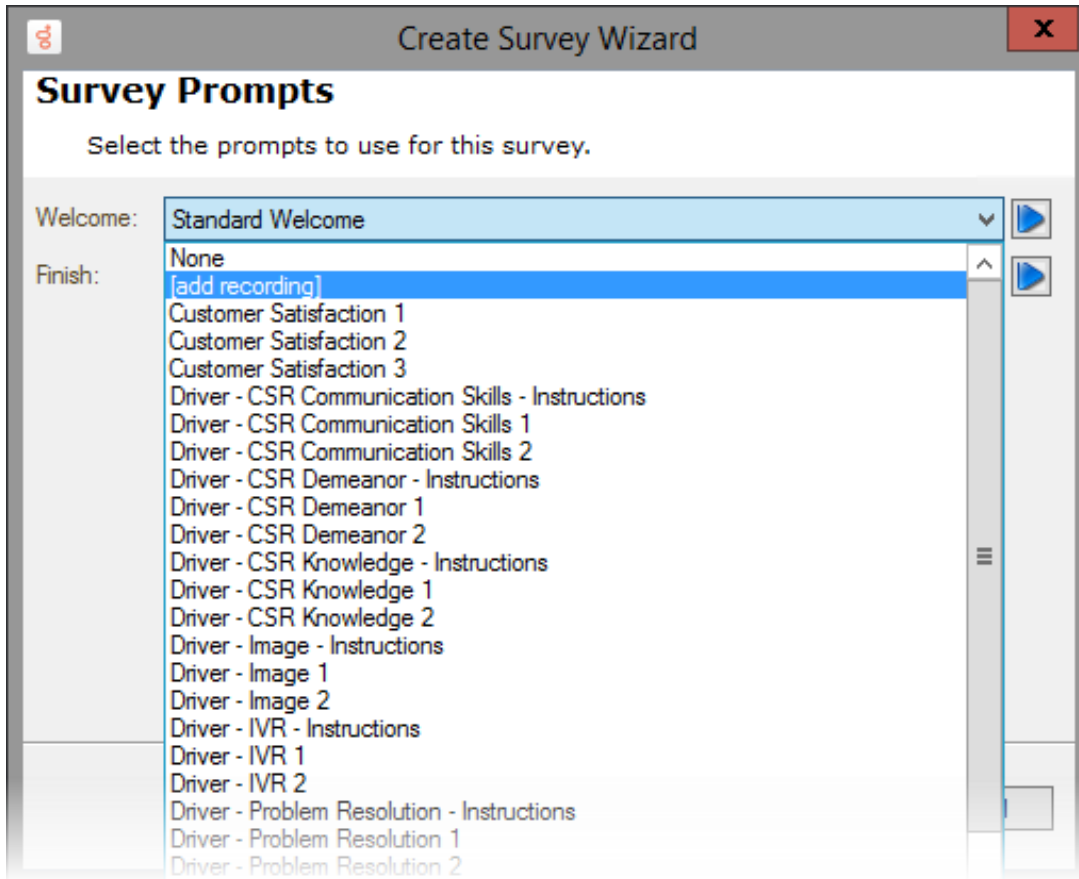 Create Survey Wizard
x
Survey Prompts
Select the prompts to use for this survey.
Welcome:
Standard Welcome
Finish:
None
[add recording]
Customer Satisfaction 1
Customer Satisfaction 2
Customer Satisfaction 3
Driver - CSR Communication Skills - Instructions
Driver - CSR Communication Skills 1
Driver - CSR Communication Skills 2
Driver - CSR Demeanor - Instructions
Driver - CSR Demeanor 1
Driver - CSR Demeanor 2
Driver - CSR Knowledge - Instructions
Driver - CSR Knowledge 1
Driver - CSR Knowledge 2
Driver - Image - Instructions
Driver - Image 1
Driver - Image 2
Driver - IVR - Instructions
Driver - IVR 1
Driver - IVR 2
Driver - Problem Resolution - Instructions
Driver - Problem Resolution 1
Driver - Problem Resolution 2